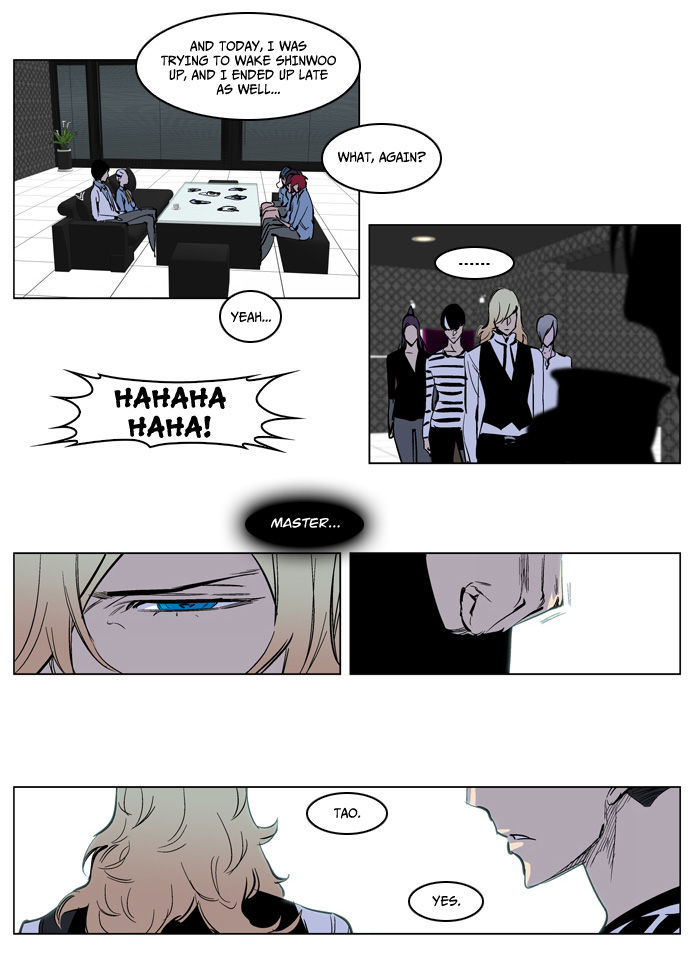 AND TODAY, I WAS
TRYING TO WAKE SHINWOO
UP, AND I ENDED UP LATE
AS WELL...
WHAT, AGAIN?
------
YEAH...
HAHAHA
HAHA!
MASTER...
TAO.
YES.